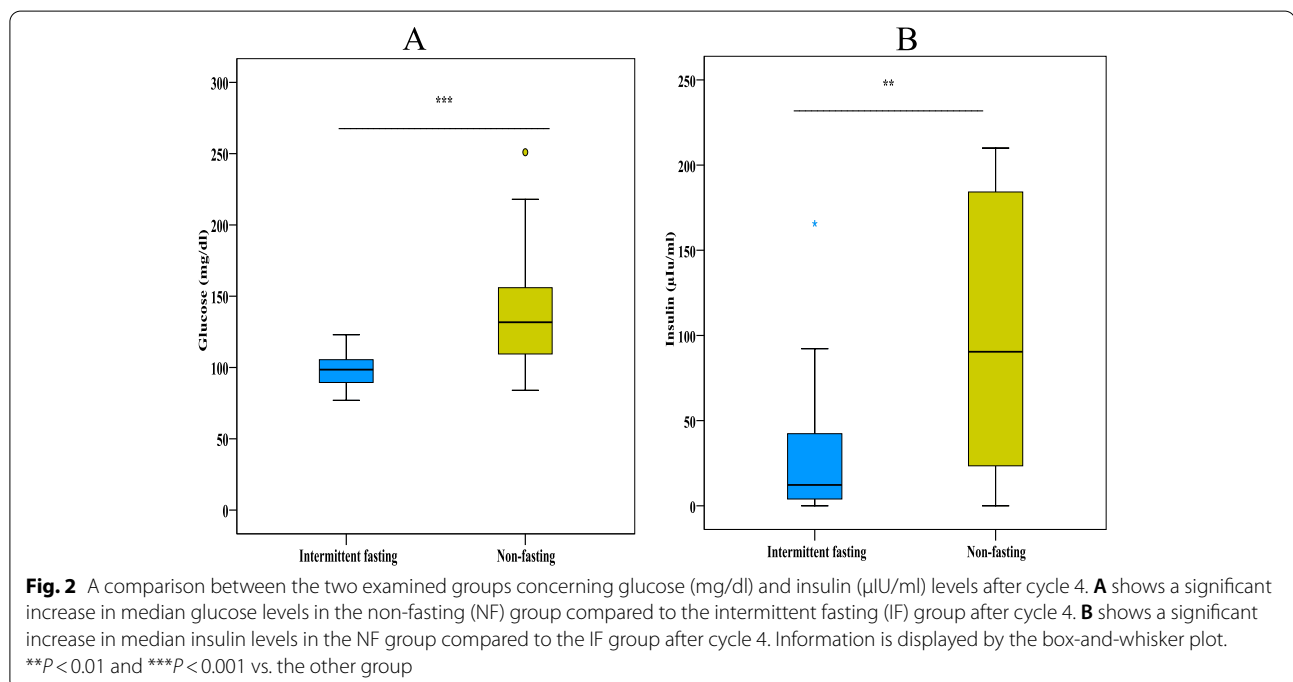 A
B
300
250
200
150
100
50
0
Glucose (mg/dl)
***
Intermittent fasting
Non-fasting
250
200
150
100
50
0
Insulin (µIu/ml)
**
*
Intermittent fasting
Non-fasting
Fig. 2 A comparison between the two examined groups concerning glucose (mg/dl) and insulin (µIU/ml) levels after cycle 4. A shows a significant
increase in median glucose levels in the non-fasting (NF) group compared to the intermittent fasting (IF) group after cycle 4. B shows a significant
increase in median insulin levels in the NF group compared to the IF group after cycle 4. Information is displayed by the box-and-whisker plot.
**P < 0.01 and ***P < 0.001 vs. the other group